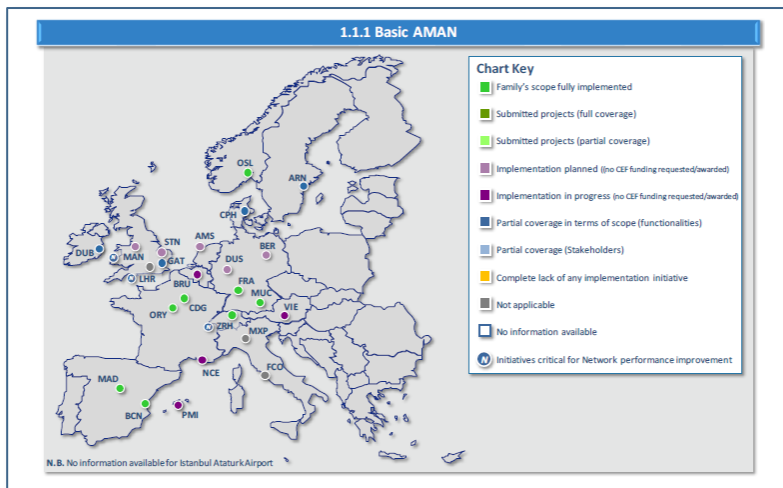 1.1.1 Basic AMAN
Chart Key
Family's scope fully implemented
Submitted projects (full coverage)
Submitted projects (partial coverage)
Implementation planned ((no CEF funding requested/awarded)
Implementation in progress (no CEF funding requested/awarded)
Partial coverage in terms of scope (functionalities)
Partial coverage (Stakeholders)
Complete lack of any implementation initiative
Not applicable
No information available
N Initiatives critical for Network performance improvement
OSL
ARN
CPH
DUB
MAN
STN
GAT
AMS
BER
LHR
DUS
BRU
FRA
MUC
ORY
CDG
VIE
ZRH
MXP
NCE
FCO
MAD
BCN
PMI
N.B. No information available for Istanbul Ataturk Airport